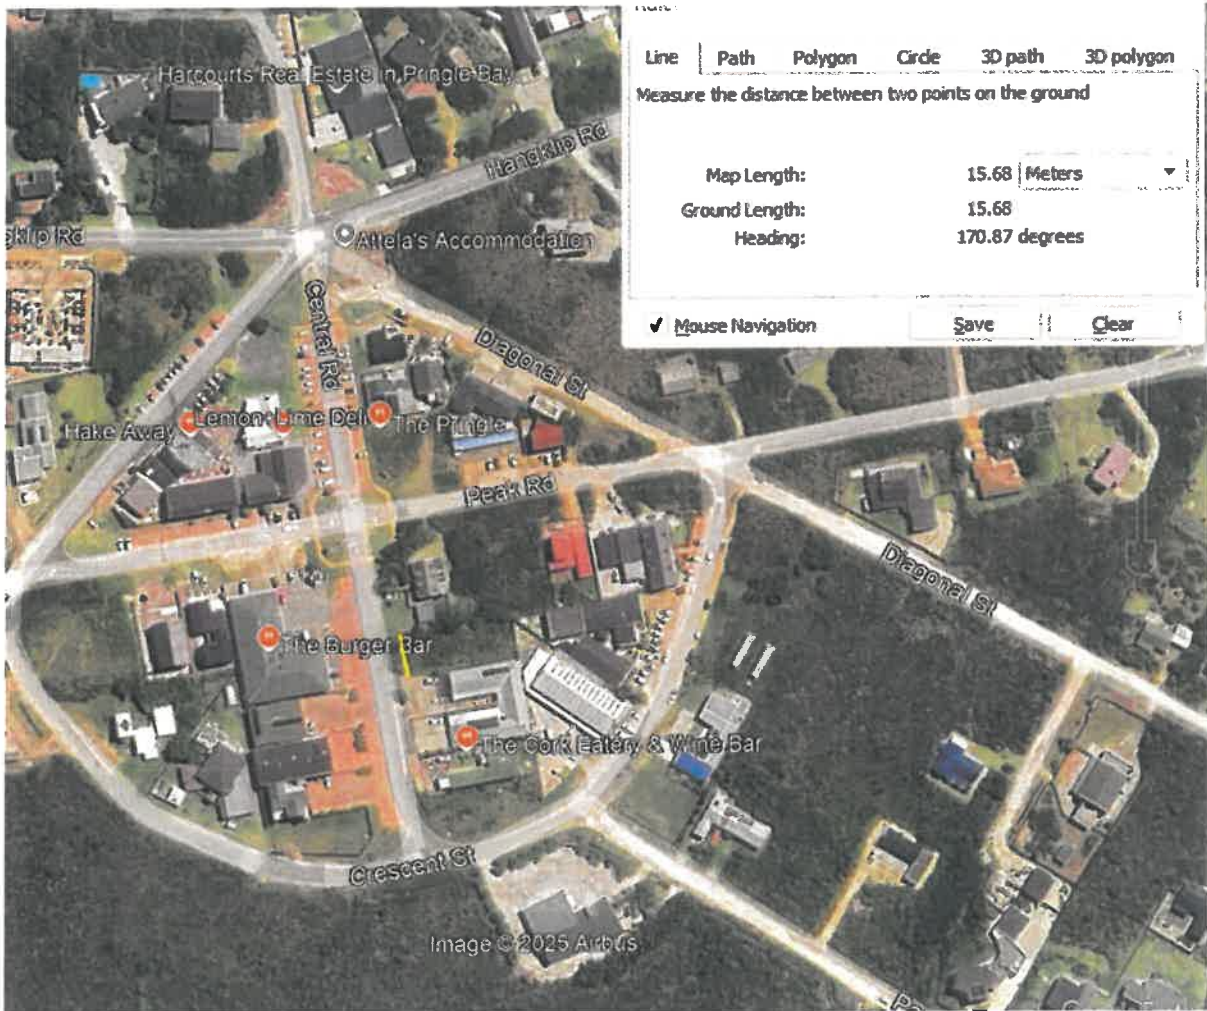 Line Path Polygon Circle 3D path 3D polygon
Measure the distance between two points on the ground
Map Length: 15.68 Meters
Ground Length: 15.68
Heading: 170.87 degrees
Mouse Navigation Save Clear
Harcourts Real Estate in Pringle Bay
Hangklip Rd
Attela's Accommodation
Central Rd
Diagonal St
Hake Away
Lemon+Lime Deli
The Pringle
Peak Rd
Diagonal St
The Burger Bar
The Cork Eatery & Wine Bar
Crescent St
Image © 2025 Airbus